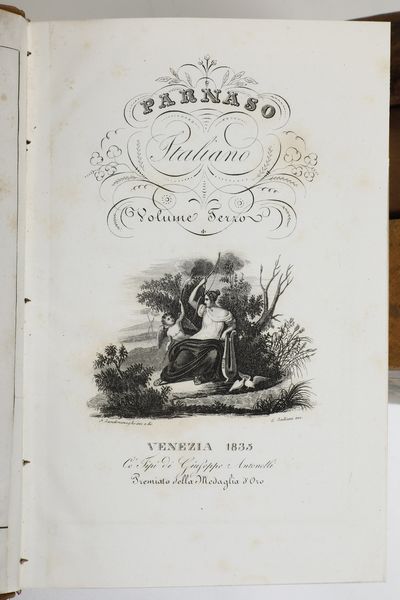 PARNASO
Italiano
Volume Terzo
VENEZIA 1835
Co' Tipi di Giuseppe Antonelli
Premiato della Medaglia d'Oro